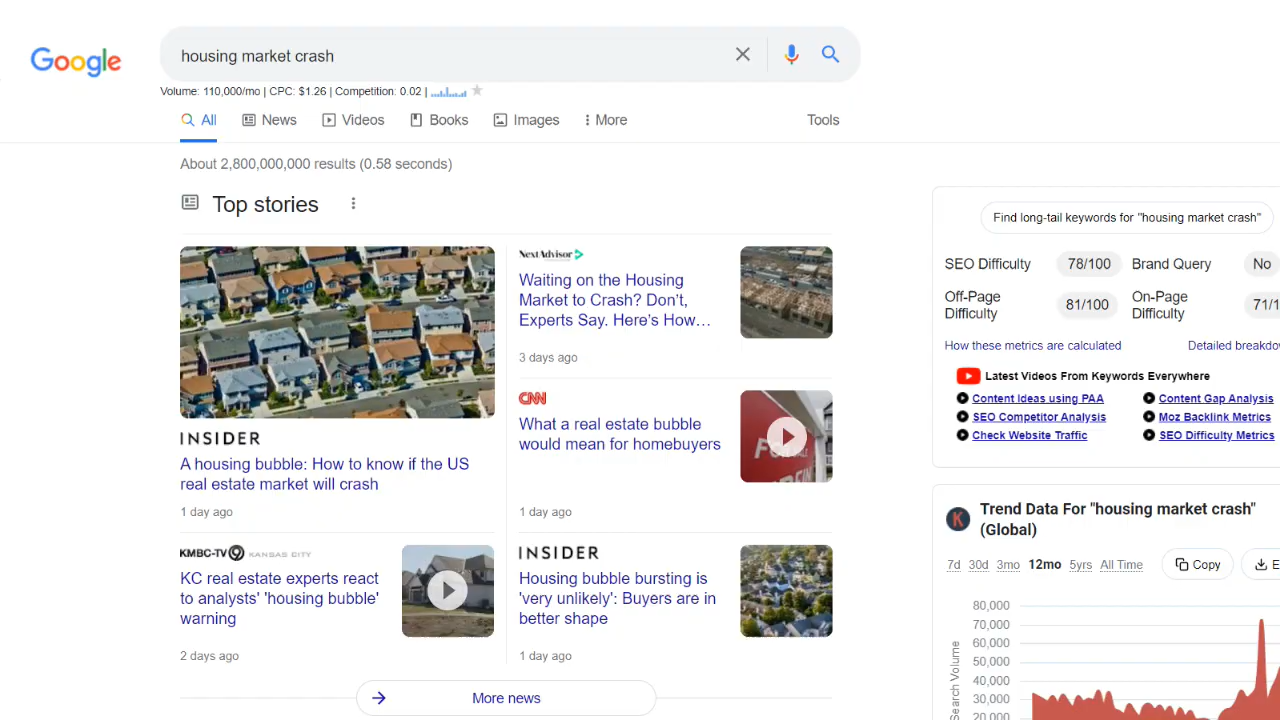 Google
housing market crash
Volume: 110,000/mo | CPC: $1.26 | Competition: 0.02 |
All
News
Videos
Books
Images
More
Tools
About 2,800,000,000 results (0.58 seconds)
Top stories
INSIDER
A housing bubble: How to know if the US
real estate market will crash
1 day ago
NextAdvisor
Waiting on the Housing
Market to Crash? Don't,
Experts Say. Here's How…
3 days ago
CNN
What a real estate bubble
would mean for homebuyers
1 day ago
KMBC-TV9 KANSAS CITY
KC real estate experts react
to analysts' 'housing bubble'
warning
2 days ago
INSIDER
Housing bubble bursting is
'very unlikely': Buyers are in
better shape
1 day ago
More news
Find long-tail keywords for "housing market crash"
SEO Difficulty 78/100 Brand Query No
Off-Page
Difficulty
81/100
On-Page
Difficulty
71/1
How these metrics are calculated
Detailed breakdo
Latest Videos From Keywords Everywhere
Content Ideas using PAA
Content Gap Analysis
SEO Competitor Analysis
Moz Backlink Metrics
Check Website Traffic
SEO Difficulty Metrics
K
Trend Data For "housing market crash"
(Global)
7d 30d 3mo 12mo 5yrs All Time
Copy
E
80,000
70,000
60,000
50,000
40,000
30,000
20,000
Search Volume